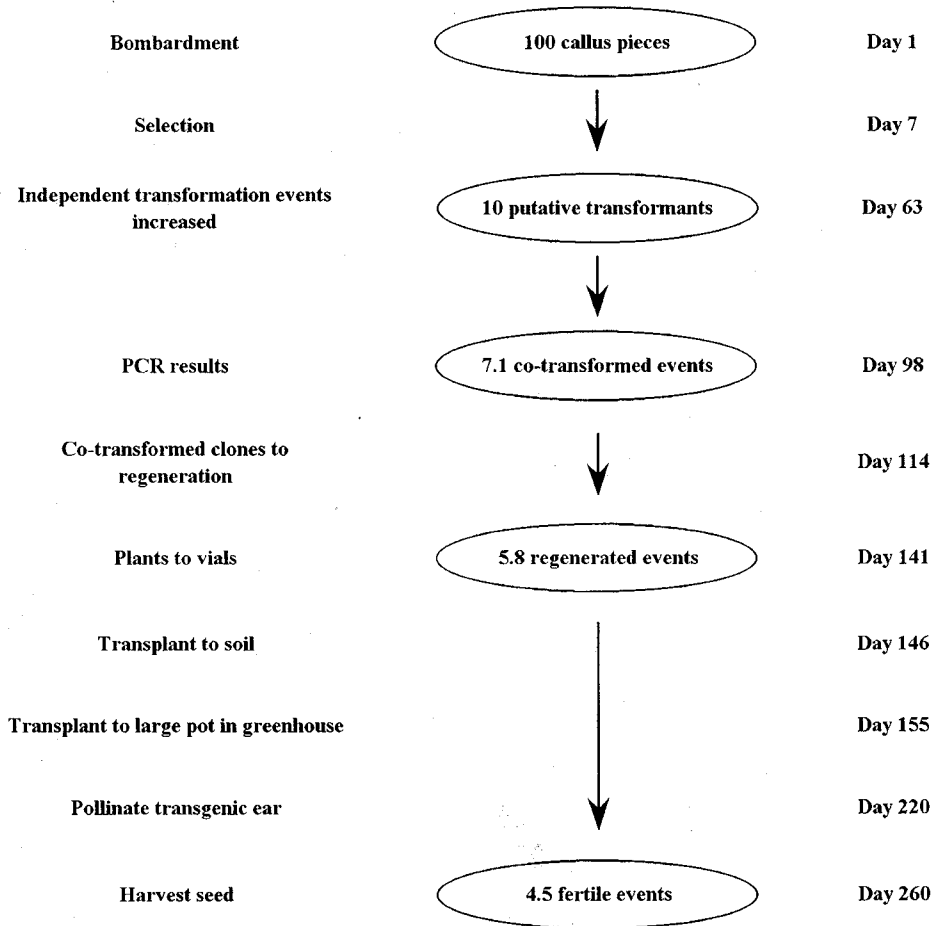 Bombardment 100 callus pieces Day 1
Selection Day 7
Independent transformation events
increased 10 putative transformants Day 63
PCR results 7.1 co-transformed events Day 98
Co-transformed clones to
regeneration Day 114
Plants to vials 5.8 regenerated events Day 141
Transplant to soil Day 146
Transplant to large pot in greenhouse Day 155
Pollinate transgenic ear Day 220
Harvest seed 4.5 fertile events Day 260